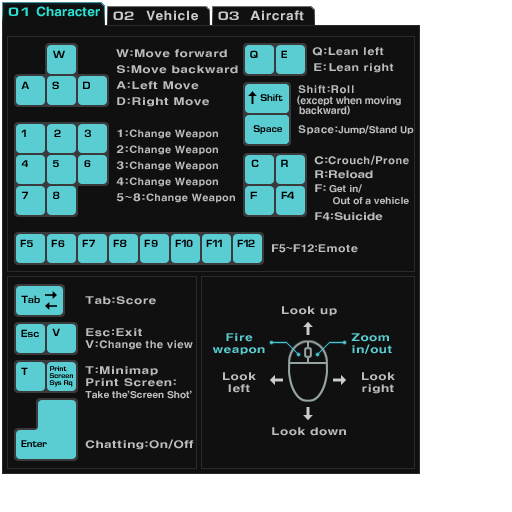 01 Character
02 Vehicle
03 Aircraft
W
A S D
W:Move forward
S:Move backward
A:Left Move
D:Right Move
Q E
Q:Lean left
E:Lean right
Shift
Shift:Roll
(except when moving
backward)
Space
Space:Jump/Stand Up
1 2 3
4 5 6
7 8
1:Change Weapon
2:Change Weapon
3:Change Weapon
4:Change Weapon
5~8:Change Weapon
C R
F F4
C:Crouch/Prone
R:Reload
F: Get in/
Out of a vehicle
F4:Suicide
F5 F6 F7 F8 F9 F10 F11 F12
F5~F12:Emote
Tab
Tab:Score
Esc V
Esc:Exit
V:Change the view
T
Print
Screen
Sys Rq
T:Minimap
Print Screen:
Take the'Screen Shot'
Enter
Chatting:On/Off
Look up
Fire
weapon
Zoom
in/out
Look
left
Look
right
Look down